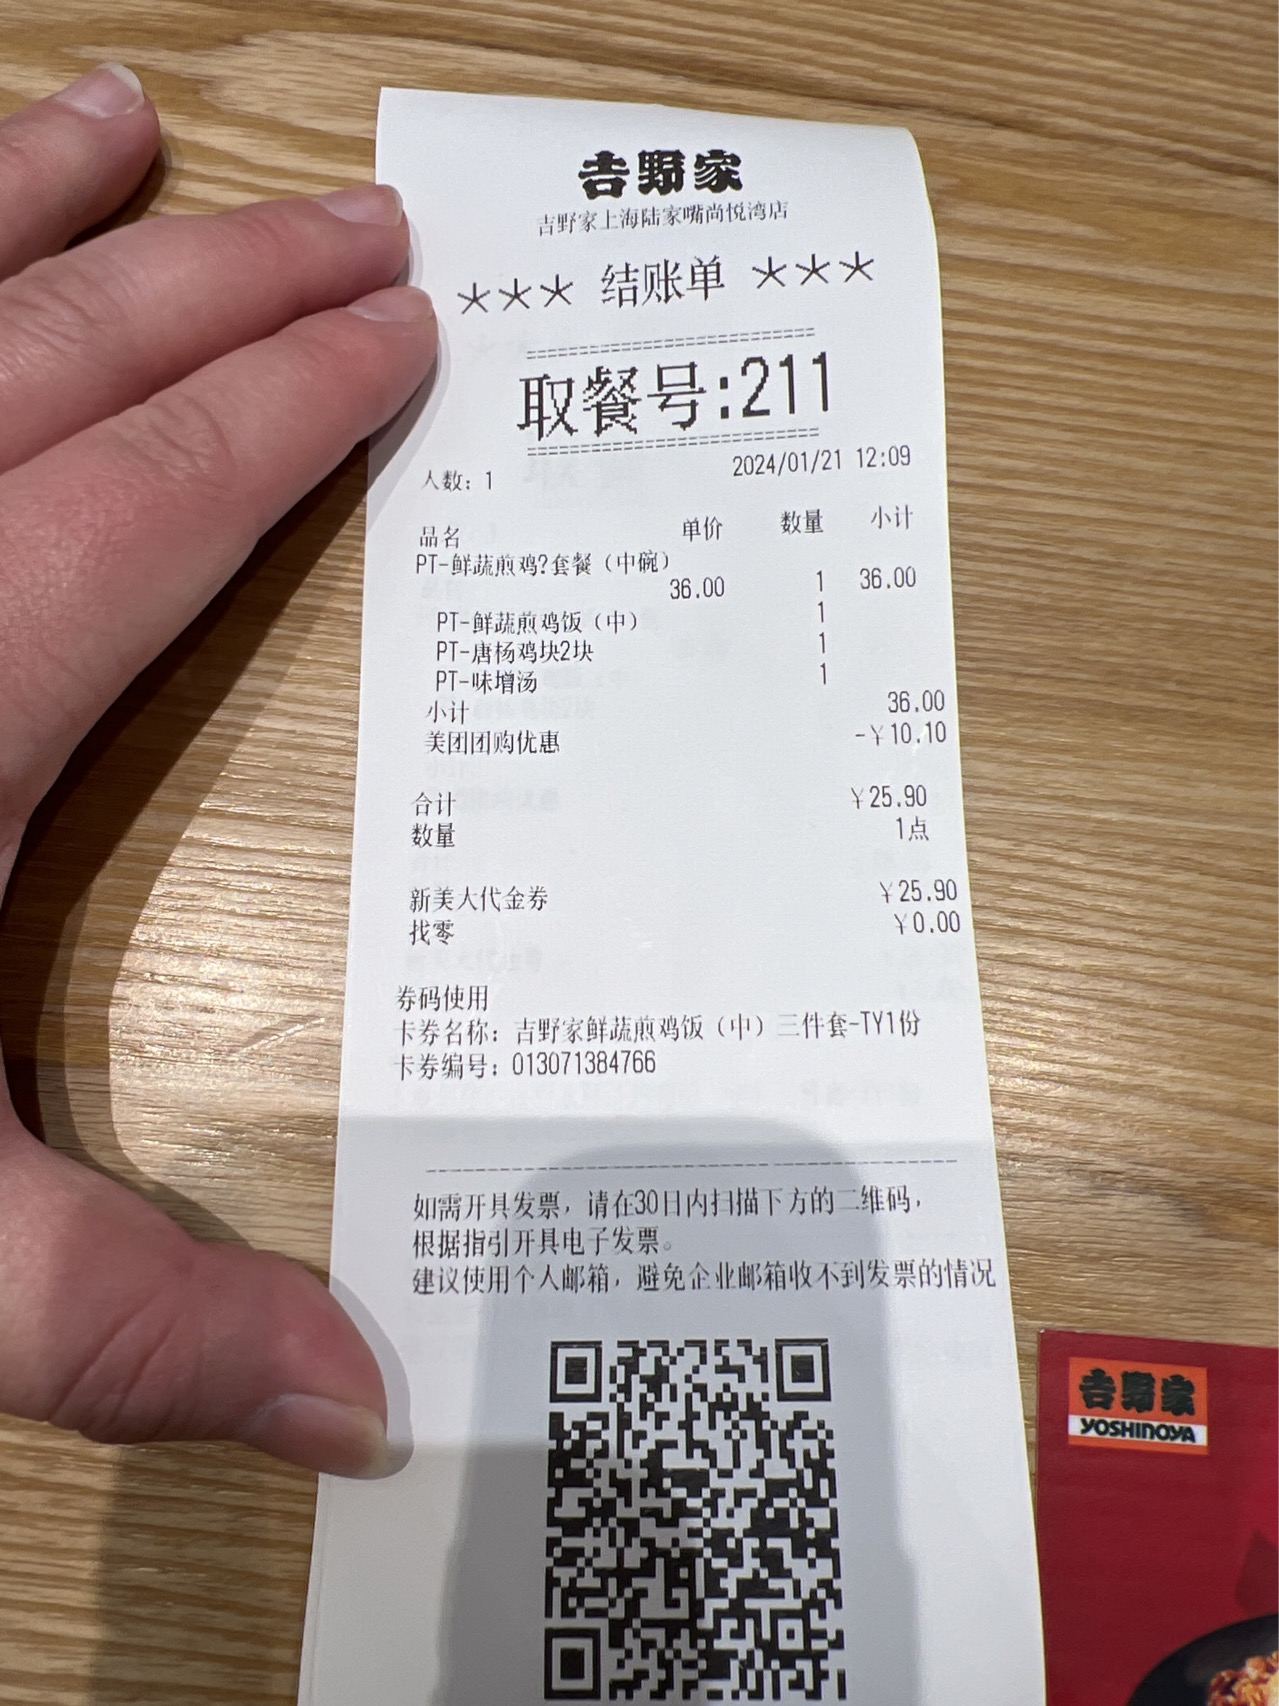 吉野家
吉野家上海陆家嘴尚悦湾店
*** 结账单 ***
================================
取餐号:211
================================
人数: 1 2024/01/21 12:09
品名 单价 数量 小计
PT-鲜蔬煎鸡?套餐（中碗）
36.00 1 36.00
PT-鲜蔬煎鸡饭（中） 1
PT-唐杨鸡块2块 1
PT-味增汤 1
小计 36.00
美团团购优惠 -￥10.10
合计 ￥25.90
数量 1点
新美大代金券 ￥25.90
找零 ￥0.00
券码使用
卡券名称: 吉野家鲜蔬煎鸡饭（中）三件套-TY1份
卡券编号: 013071384766
如需开具发票，请在30日内扫描下方的二维码，
根据指引开具电子发票。
建议使用个人邮箱，避免企业邮箱收不到发票的情况
吉野家
YOSHINOYA